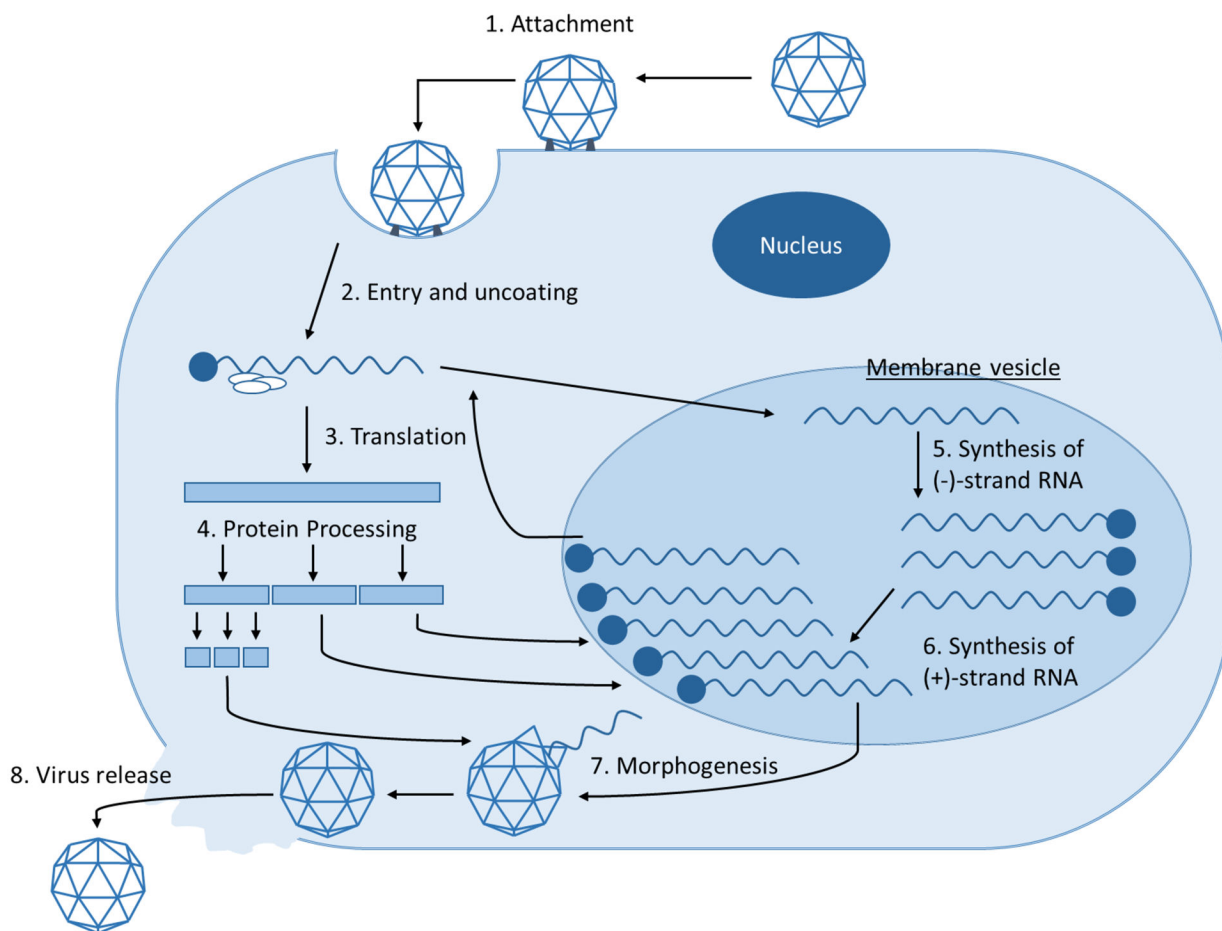 1. Attachment
Nucleus
2. Entry and uncoating
Membrane vesicle
3. Translation
5. Synthesis of
(-)-strand RNA
4. Protein Processing
6. Synthesis of
(+)-strand RNA
7. Morphogenesis
8. Virus release